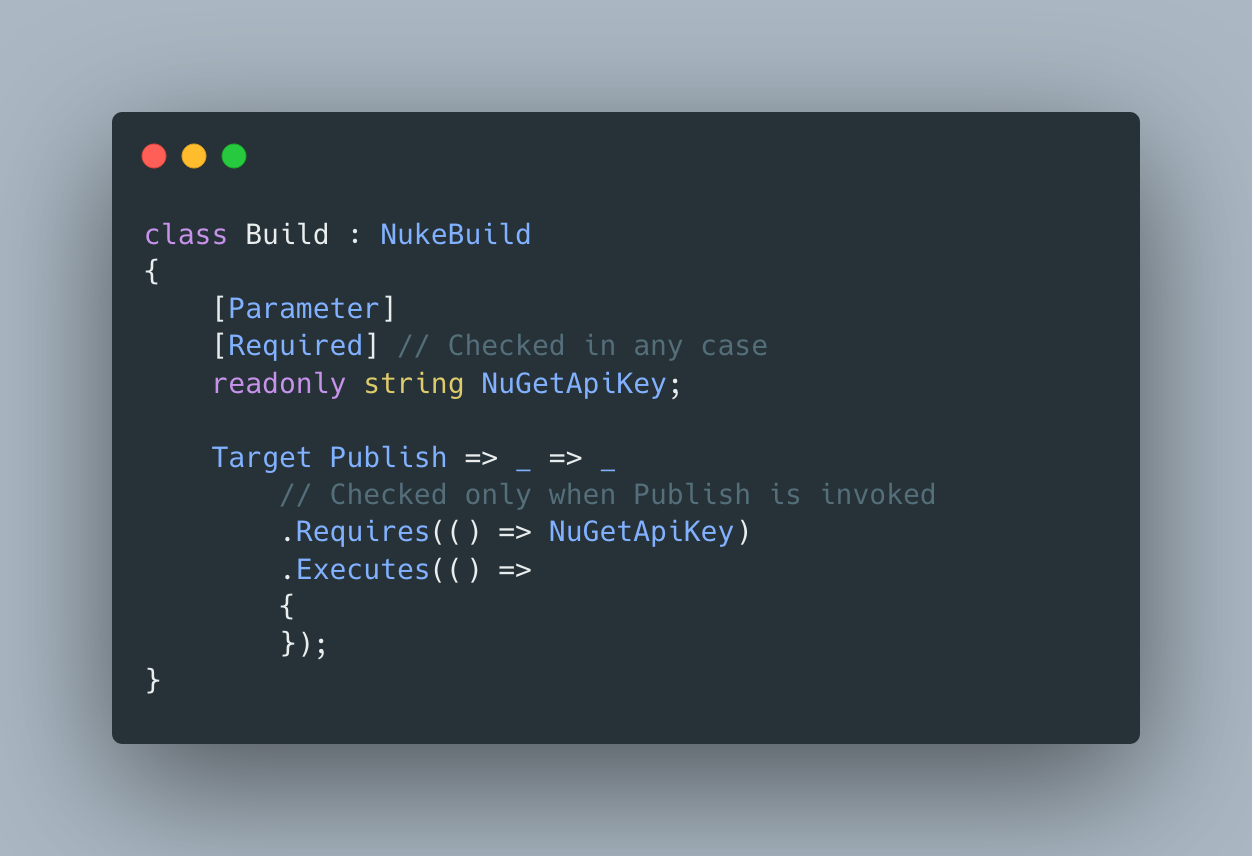 class Build : NukeBuild
{
    [Parameter]
    [Required] // Checked in any case
    readonly string NuGetApiKey;

    Target Publish => _ => _
        // Checked only when Publish is invoked
        .Requires(() => NuGetApiKey)
        .Executes(() =>
        {
        });
}